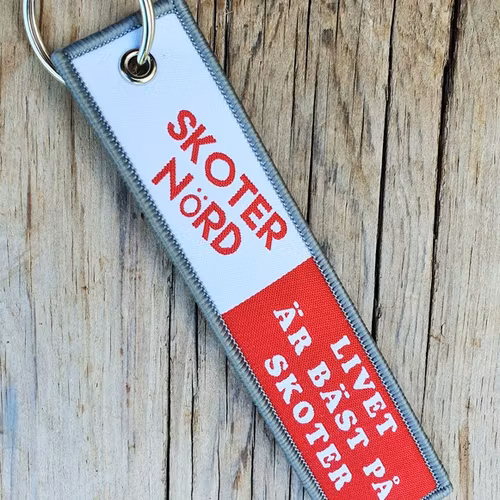 SKOTER
NÖRD
LIVET
ÄR BÄST PÅ
SKOTER